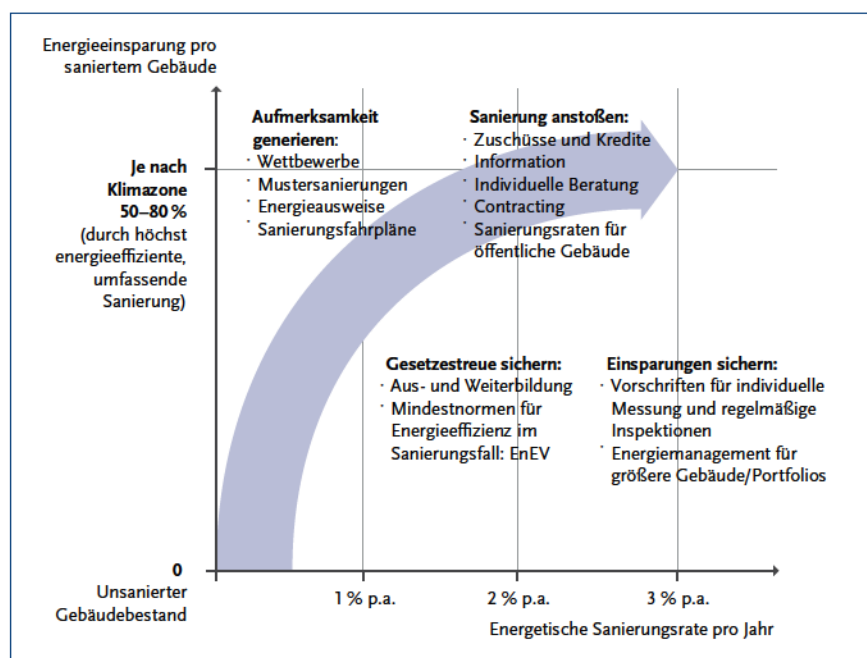 Energieeinsparung pro
saniertem Gebäude
Aufmerksamkeit
generieren:
· Wettbewerbe
· Mustersanierungen
· Energieausweise
· Sanierungsfahrpläne
Sanierung anstoßen:
· Zuschüsse und Kredite
· Information
· Individuelle Beratung
· Contracting
· Sanierungsraten für
öffentliche Gebäude
Je nach
Klimazone
50–80 %
(durch höchst
energieeffiziente,
umfassende
Sanierung)
Gesetzestreue sichern:
· Aus- und Weiterbildung
· Mindestnormen für
Energieeffizienz im
Sanierungsfall: EnEV
Einsparungen sichern:
· Vorschriften für individuelle
Messung und regelmäßige
Inspektionen
· Energiemanagement für
größere Gebäude/Portfolios
0
Unsanierter
Gebäudebestand
1 % p.a.
2 % p.a.
3 % p.a.
Energetische Sanierungsrate pro Jahr